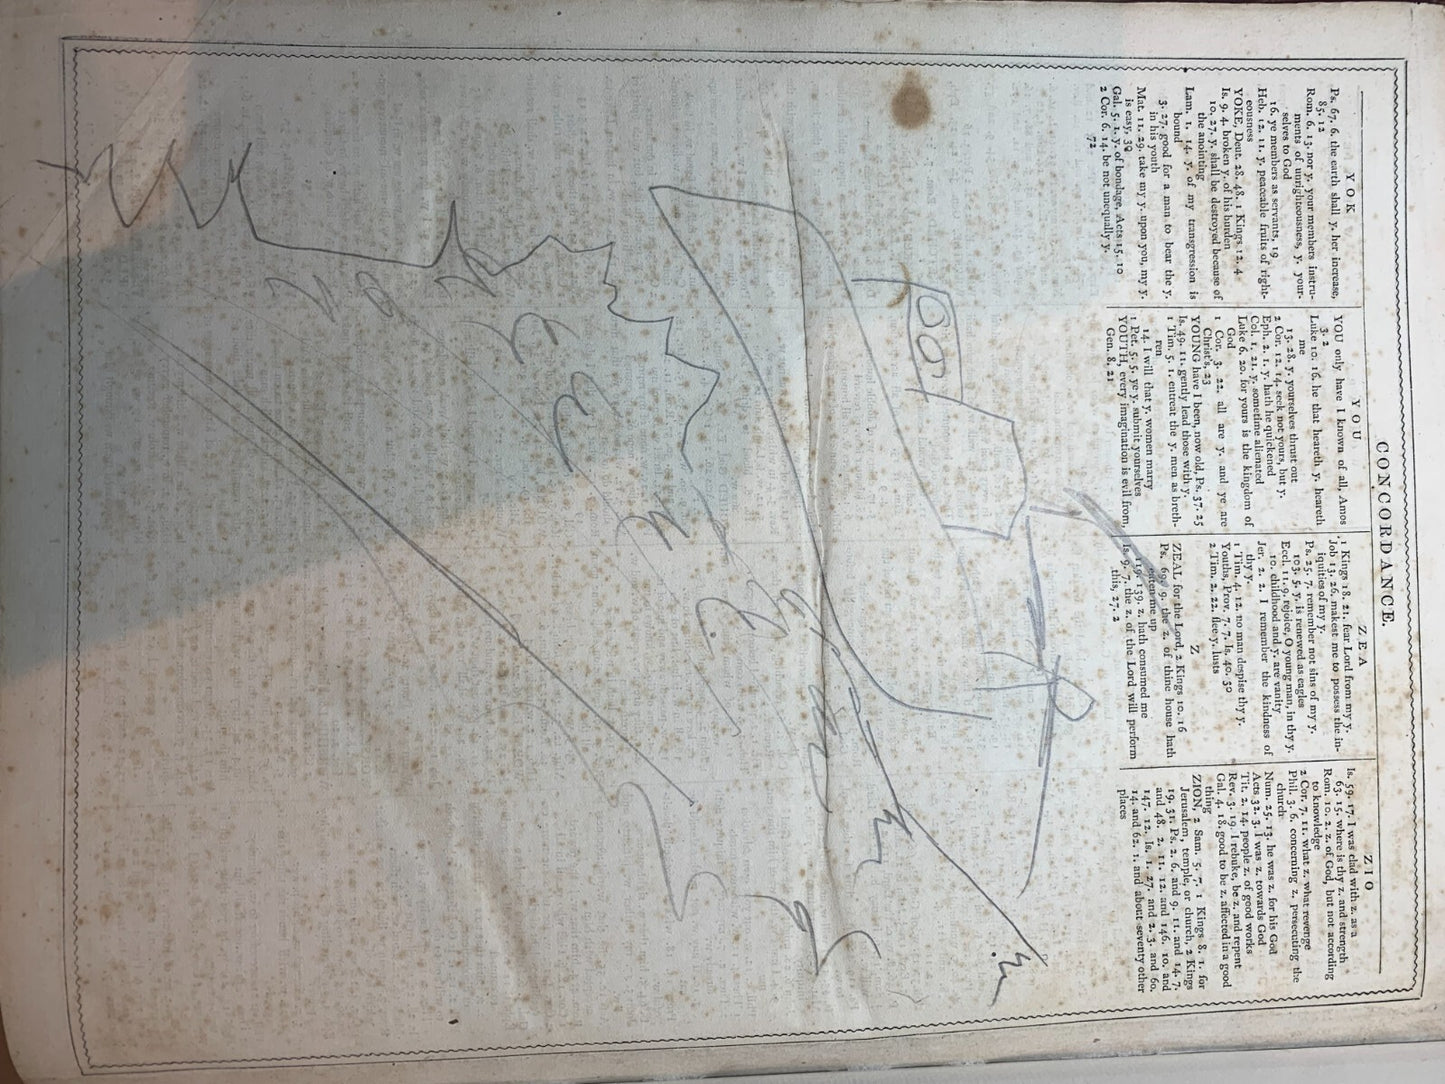 CONCORDANCE.
YOK
Ps. 67. 6. the earth shall y. her increase,
85. 12
Rom. 6. 13. nor y. your members instru-
ments of unrighteousness, y. your-
selves to God
16. ye members as servants, 19
Heb. 12. 11. y. peaceable fruits of right-
eousness
YOKE, Deut. 28. 48. 1 Kings 12. 4
Is. 9. 4. broken y. of his burden
10. 27. y. shall be destroyed because of
the anointing
Lam. 1. 14. y. of my transgression is
bound
3. 27. good for a man to bear the y.
in his youth
Mat. 11. 29. take my y. upon you, my y.
is easy, 30
Gal. 5. 1. y. of bondage, Acts 15. 10
2 Cor. 6. 14. be not unequally y.
72
YOU
YOU only have I known of all, Amos
3. 2
Luke 10. 16. he that heareth y. heareth
me
13. 28. y. yourselves thrust out
2 Cor. 12. 14. seek not yours, but y.
Eph. 2. 1. y. hath he quickened
Col. 1. 21. y. sometime alienated
Luke 6. 20. for yours is the kingdom of
God
1 Cor. 3. 22. all are y. and ye are
Christ's, 23
YOUNG have I been, now old, Ps. 37. 25
Is. 49. 11. gently lead those with y.
1 Tim. 5. 1. entreat the y. men as breth-
ren
14. I will that y. women marry
1 Pet. 5. 5. ye y. submit yourselves
YOUTH, every imagination is evil from,
Gen. 8. 21
ZEA
1 Kings 18. 21. fear Lord from my y.
Job 13. 26. makest me to possess the in-
iquities of my y.
Ps. 25. 7. remember not sins of my y.
103. 5. y. is renewed as eagles
Eccl. 11. 9. rejoice, O young man, in thy y.
10. childhood and y. are vanity
Jer. 2. 2. I remember the kindness of
thy y.
1 Tim. 4. 12. no man despise thy y.
Youths, Prov. 7. 7. Is. 40. 30
2 Tim. 2. 22. flee y. lusts
Z
ZEAL for the Lord, 2 Kings 10. 16
Ps. 69. 9. the z. of thine house hath
eaten me up
119. 139. z. hath consumed me
Is. 9. 7. the z. of the Lord will perform
this, 27. 2
ZIO
Is. 59. 17. I was clad with z. as a
63. 15. where is thy z. and strength
Rom. 10. 2. z. of God, but not according
to knowledge
2 Cor. 7. 11. what z. what revenge
Phil. 3. 6. concerning z. persecuting the
church
Num. 25. 13. he was z. for his God
Acts 32. 3. I was z. towards God
Tit. 2. 14. people z. of good works
Rev. 3. 19. I rebuke, be z. and repent
Gal. 4. 18. good to be z. affected in a good
thing
ZION, 2 Sam. 5. 7. 1 Kings 8. 1. for
Jerusalem, temple, or church, 2 Kings
19. 31. Ps. 2. 6. and 9. 11. and 14. 7.
and 48. 2. 11. 12. and 146. 10. and
147. 12. Is. 1. 27. and 2. 3. and 60.
14. and 62. 1. and about seventy other
places